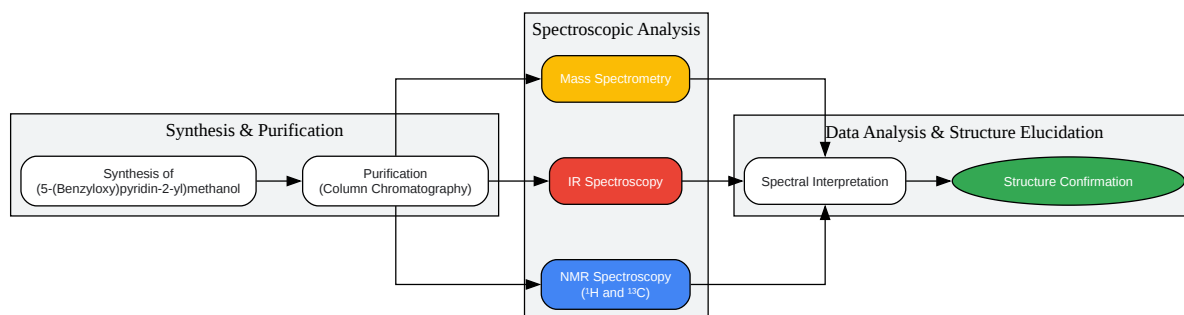 Synthesis & Purification
Synthesis of
(5-(Benzyloxy)pyridin-2-yl)methanol
Purification
(Column Chromatography)
Spectroscopic Analysis
Mass Spectrometry
IR Spectroscopy
NMR Spectroscopy
(¹H and ¹³C)
Data Analysis & Structure Elucidation
Spectral Interpretation
Structure Confirmation